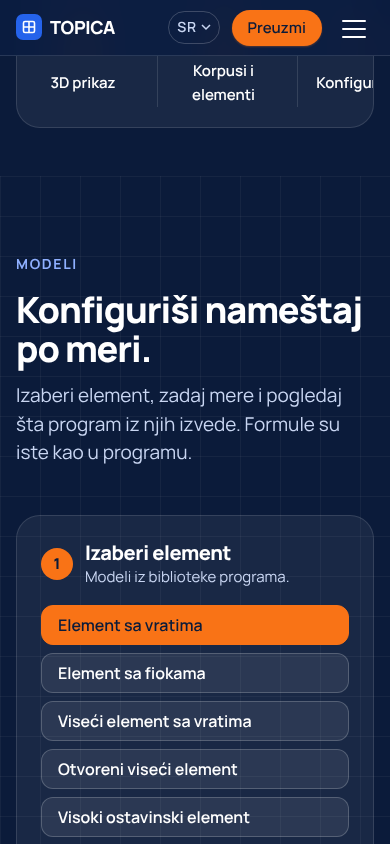 TOPICA
SR
Preuzmi
3D prikaz
Korpusi i
elementi
MODELI
Konfiguriši nameštaj
po meri.
Izaberi element, zadaj mere i pogledaj
šta program iz njih izvede. Formule su
iste kao u programu.
1
Izaberi element
Modeli iz biblioteke programa.
Element sa vratima
Element sa fiokama
Viseći element sa vratima
Otvoreni viseći element
Visoki ostavinski element